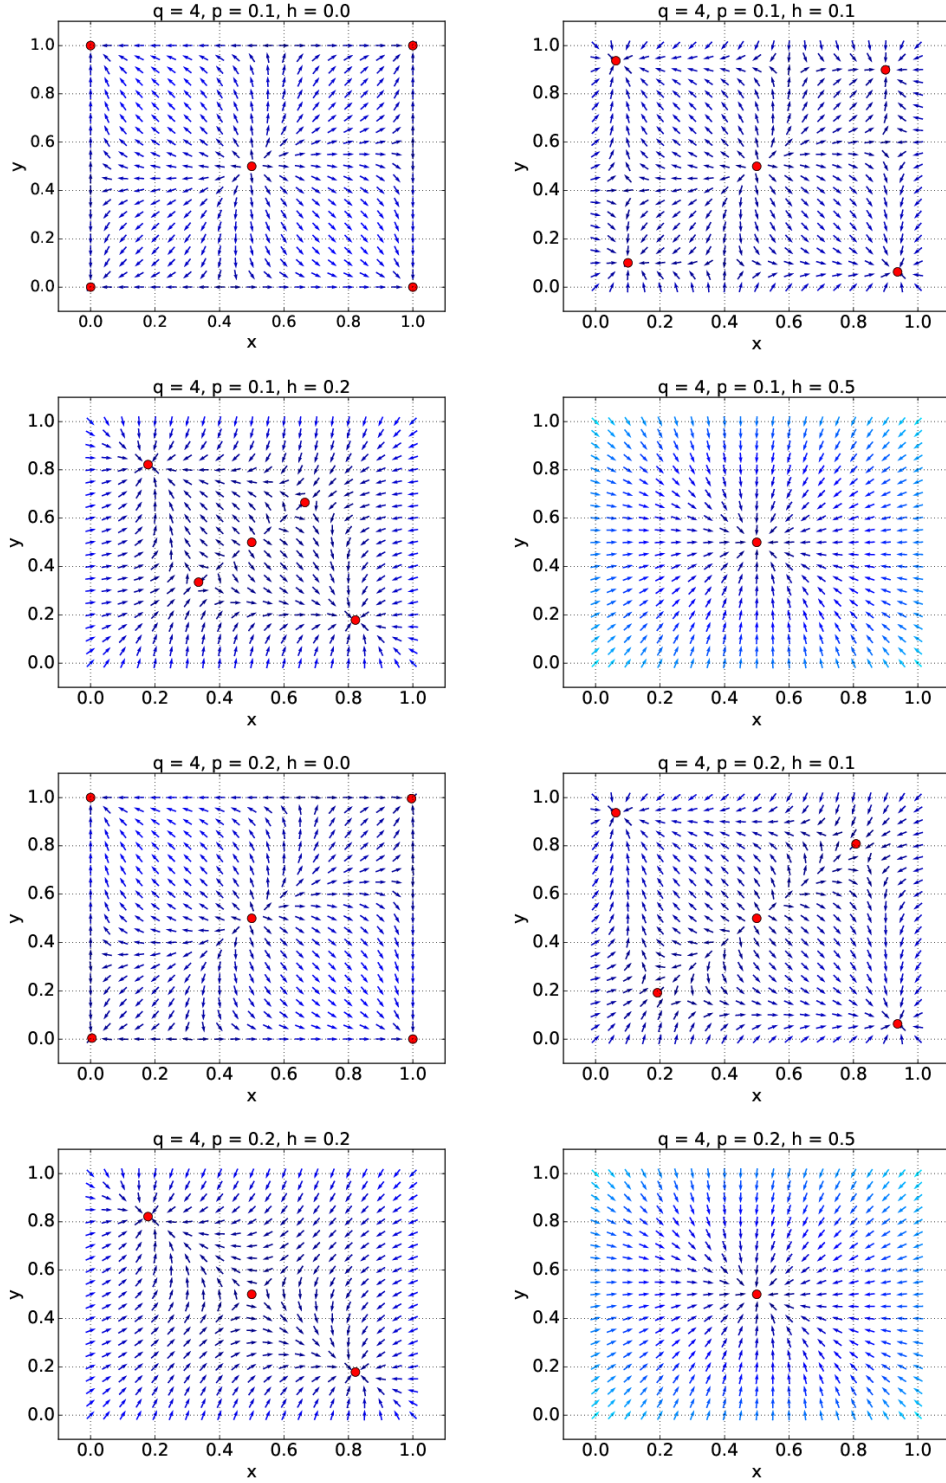 q = 4, p = 0.1, h = 0.0
1.0
0.8
0.6
0.4
0.2
0.0
y
0.0 0.2 0.4 0.6 0.8 1.0
x
q = 4, p = 0.1, h = 0.1
1.0
0.8
0.6
0.4
0.2
0.0
y
0.0 0.2 0.4 0.6 0.8 1.0
x
q = 4, p = 0.1, h = 0.2
1.0
0.8
0.6
0.4
0.2
0.0
y
0.0 0.2 0.4 0.6 0.8 1.0
x
q = 4, p = 0.1, h = 0.5
1.0
0.8
0.6
0.4
0.2
0.0
y
0.0 0.2 0.4 0.6 0.8 1.0
x
q = 4, p = 0.2, h = 0.0
1.0
0.8
0.6
0.4
0.2
0.0
y
0.0 0.2 0.4 0.6 0.8 1.0
x
q = 4, p = 0.2, h = 0.1
1.0
0.8
0.6
0.4
0.2
0.0
y
0.0 0.2 0.4 0.6 0.8 1.0
x
q = 4, p = 0.2, h = 0.2
1.0
0.8
0.6
0.4
0.2
0.0
y
0.0 0.2 0.4 0.6 0.8 1.0
x
q = 4, p = 0.2, h = 0.5
1.0
0.8
0.6
0.4
0.2
0.0
y
0.0 0.2 0.4 0.6 0.8 1.0
x